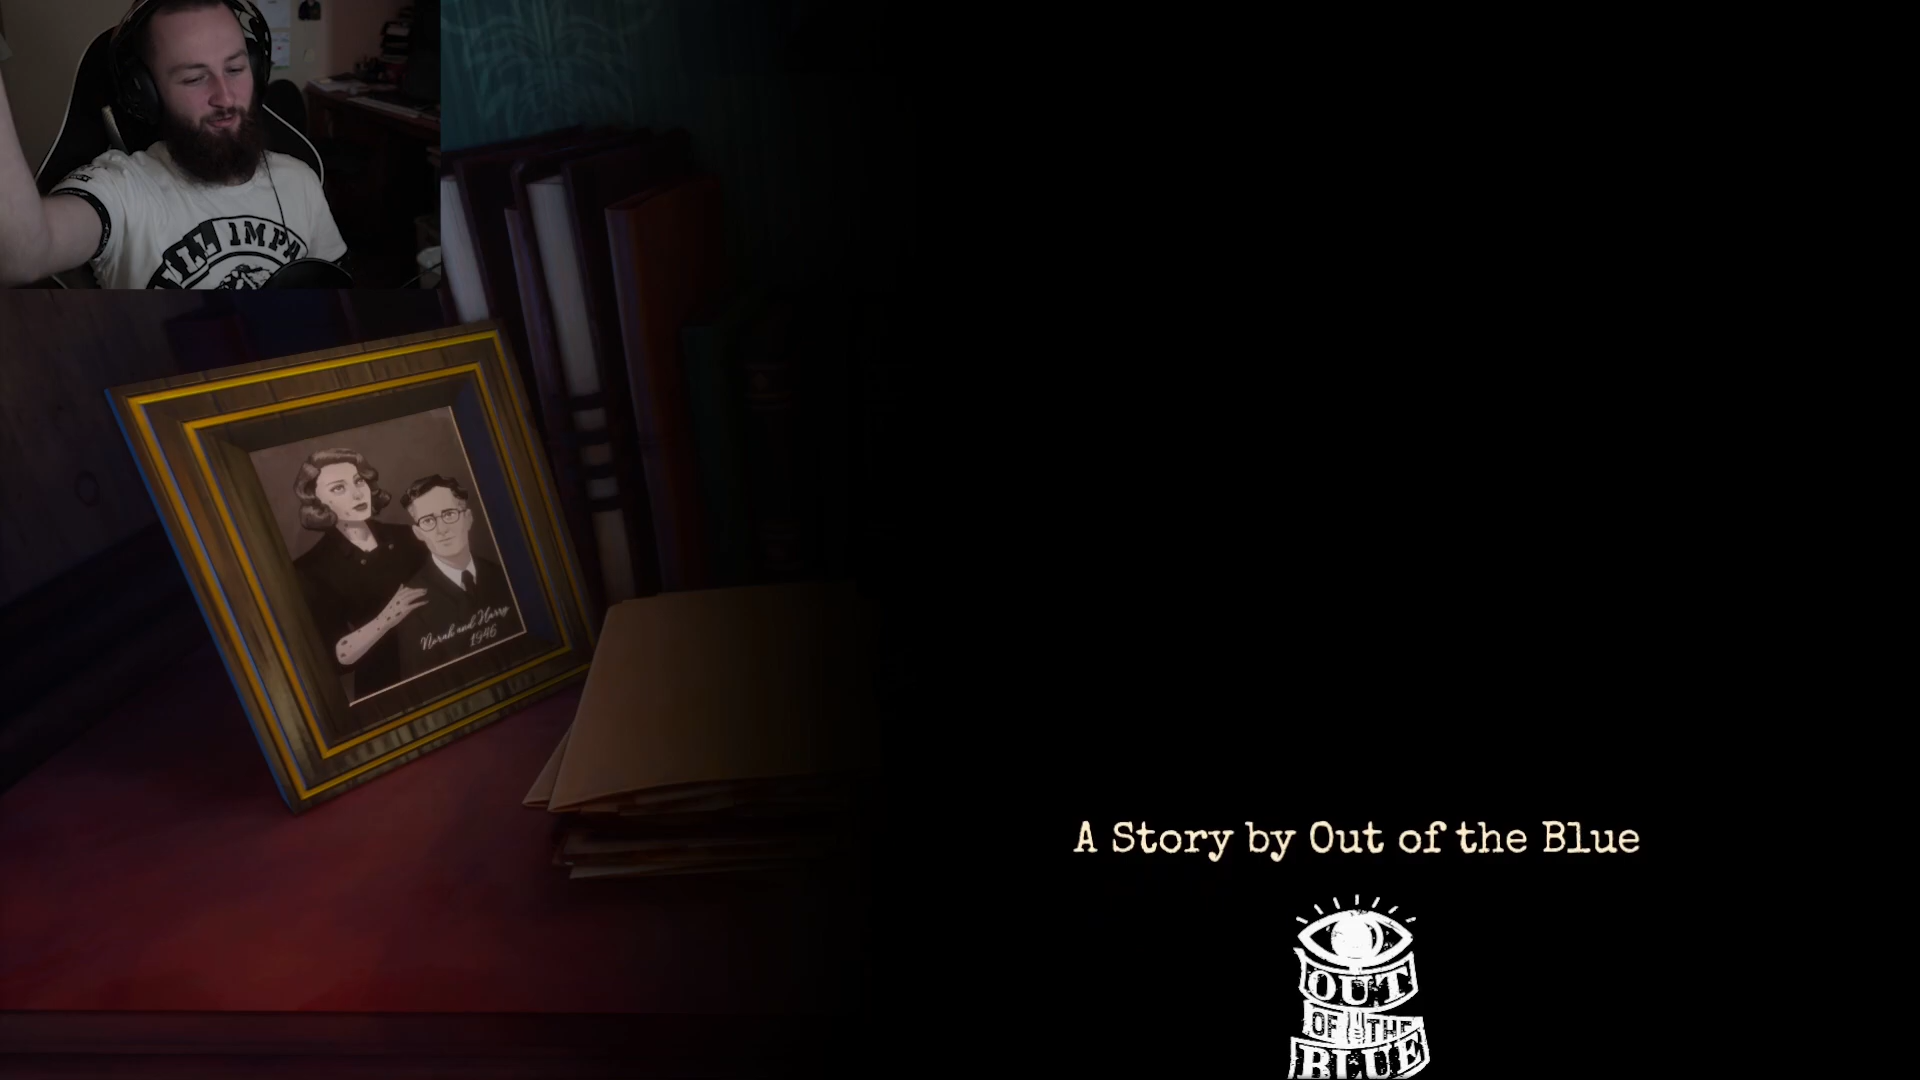 Norah and Harry
1946
A Story by Out of the Blue
OUT
OF THE
BLUE